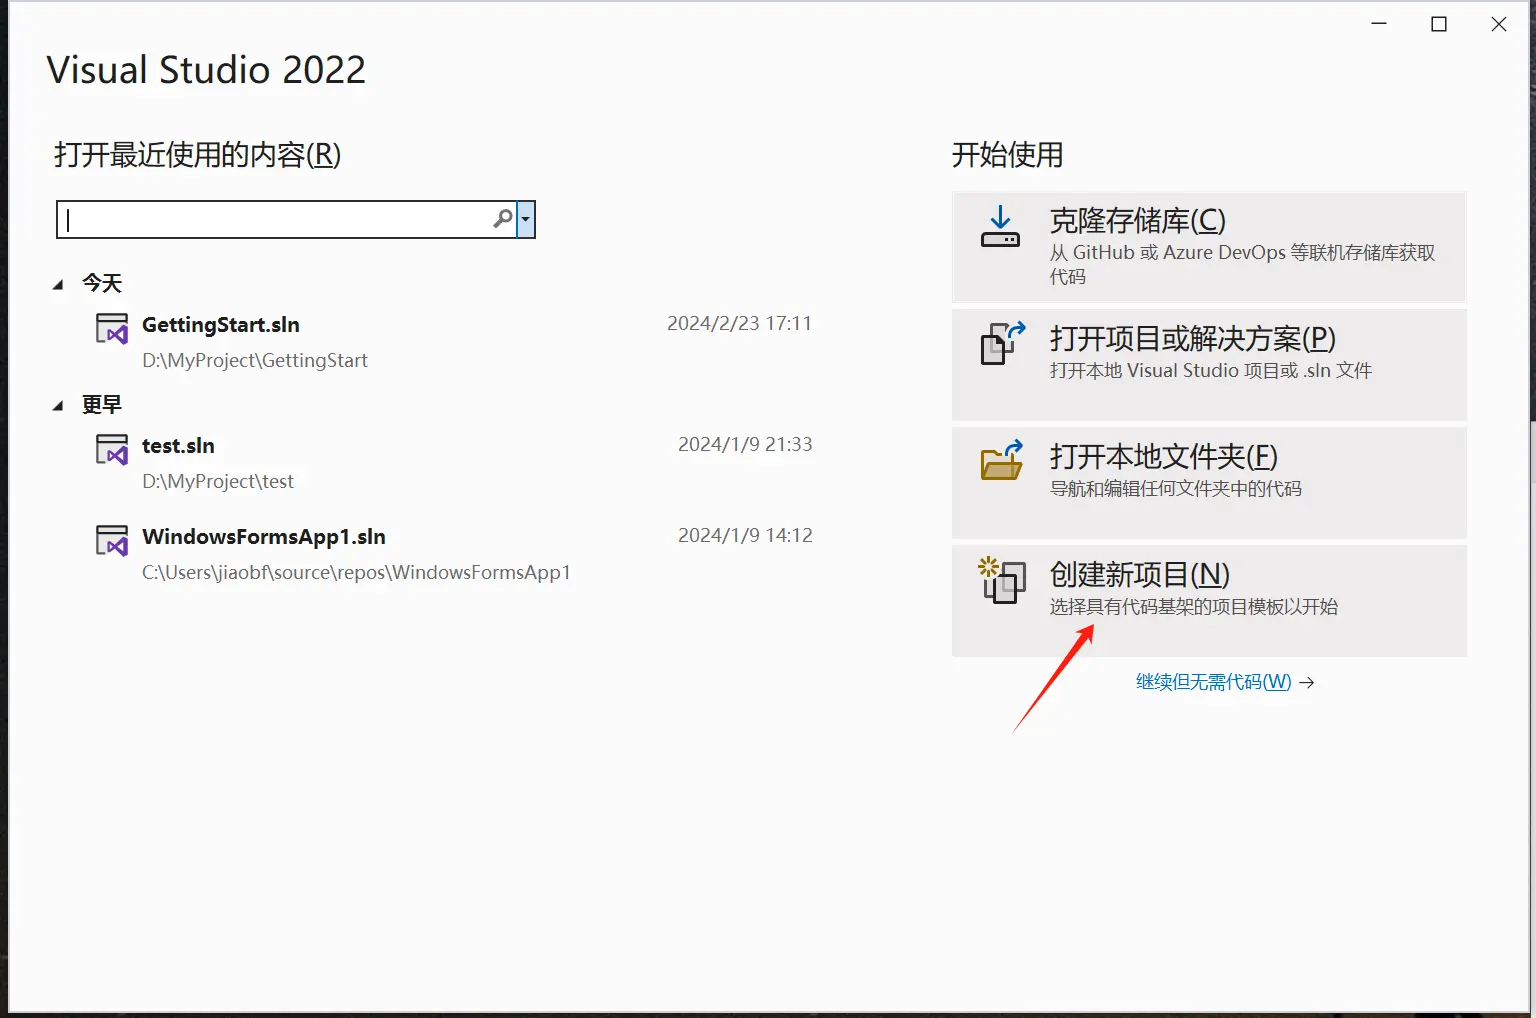 Visual Studio 2022
打开最近使用的内容(R)
今天
GettingStart.sln
2024/2/23 17:11
D:\MyProject\GettingStart
更早
test.sln
2024/1/9 21:33
D:\MyProject\test
WindowsFormsApp1.sln
2024/1/9 14:12
C:\Users\jiaobf\source\repos\WindowsFormsApp1
开始使用
克隆存储库(C)
从 GitHub 或 Azure DevOps 等联机存储库获取
代码
打开项目或解决方案(P)
打开本地 Visual Studio 项目或 .sln 文件
打开本地文件夹(F)
导航和编辑任何文件夹中的代码
创建新项目(N)
选择具有代码基架的项目模板以开始
继续但无需代码(W) →